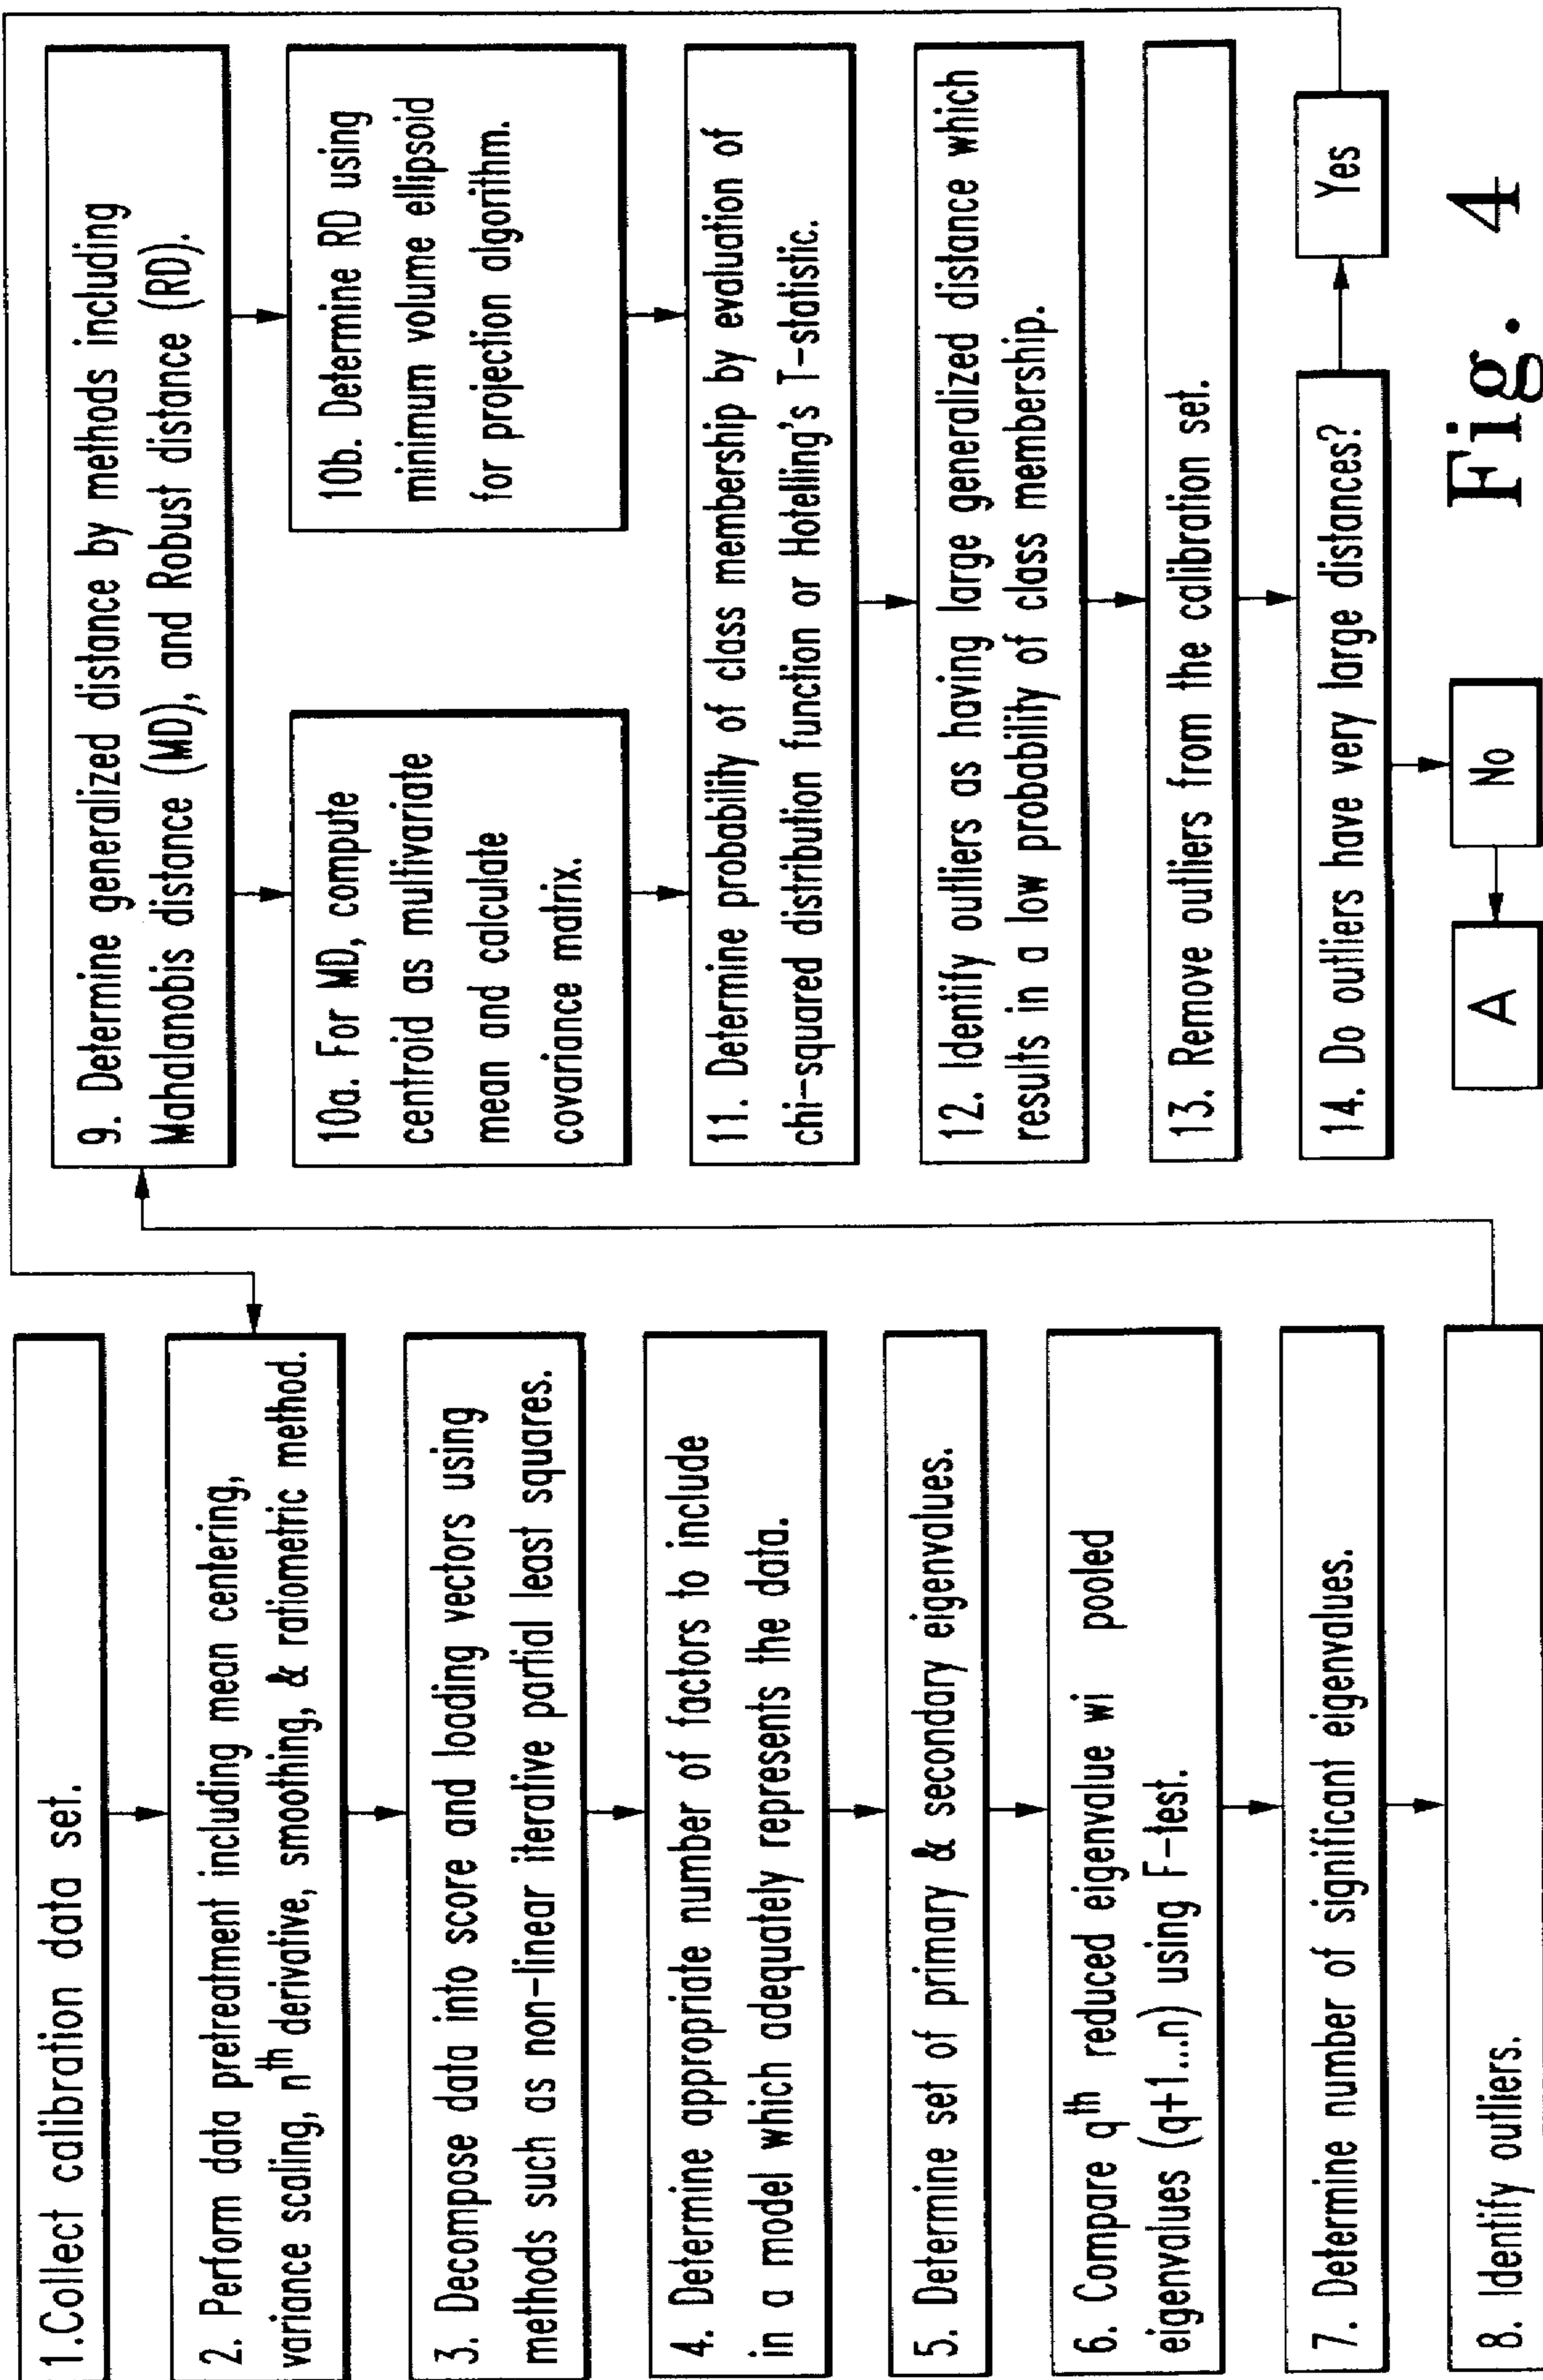 1.Collect calibration data set.
2. Perform data pretreatment including mean centering,
variance scaling, nth derivative, smoothing, & ratiometric method.
3. Decompose data into score and loading vectors using
methods such as non-linear iterative partial least squares.
4. Determine appropriate number of factors to include
in a model which adequately represents the data.
5. Determine set of primary & secondary eigenvalues.
6. Compare qth reduced eigenvalue wi pooled
eigenvalues (q+1....n) using F-test.
7. Determine number of significant eigenvalues.
8. Identify outliers.
9. Determine generalized distance by methods including
Mahalanobis distance (MD), and Robust distance (RD).
10a. For MD, compute
centroid as multivariate
mean and calculate
covariance matrix.
10b. Determine RD using
minimum volume ellipsoid
for projection algorithm.
11. Determine probability of class membership by evaluation of
chi-squared distribution function or Hotelling's T-statistic.
12. Identify outliers as having large generalized distance which
results in a low probability of class membership.
13. Remove outliers from the calibration set.
14. Do outliers have very large distances?
Yes
No
A
Fig. 4